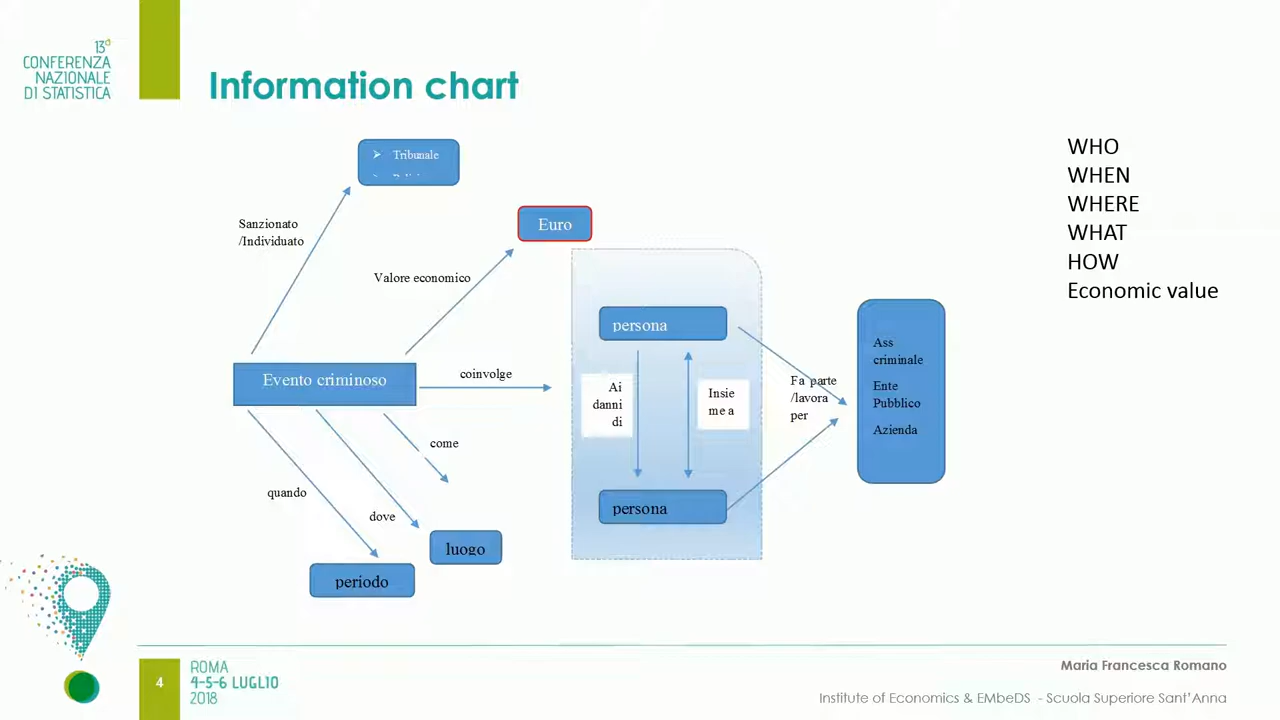 13ª
CONFERENZA
NAZIONALE
DI STATISTICA
Information chart
WHO
WHEN
WHERE
WHAT
HOW
Economic value
Tribunale
Sanzionato
/Individuato
Euro
Valore economico
Evento criminoso
coinvolge
persona
Ai
danni
di
Insie
me a
Fa parte
/lavora
per
Ass
criminale
Ente
Pubblico
Azienda
come
quando
dove
persona
luogo
periodo
4
ROMA
4-5-6 LUGLIO
2018
Maria Francesca Romano
Institute of Economics & EMbeDS - Scuola Superiore Sant'Anna